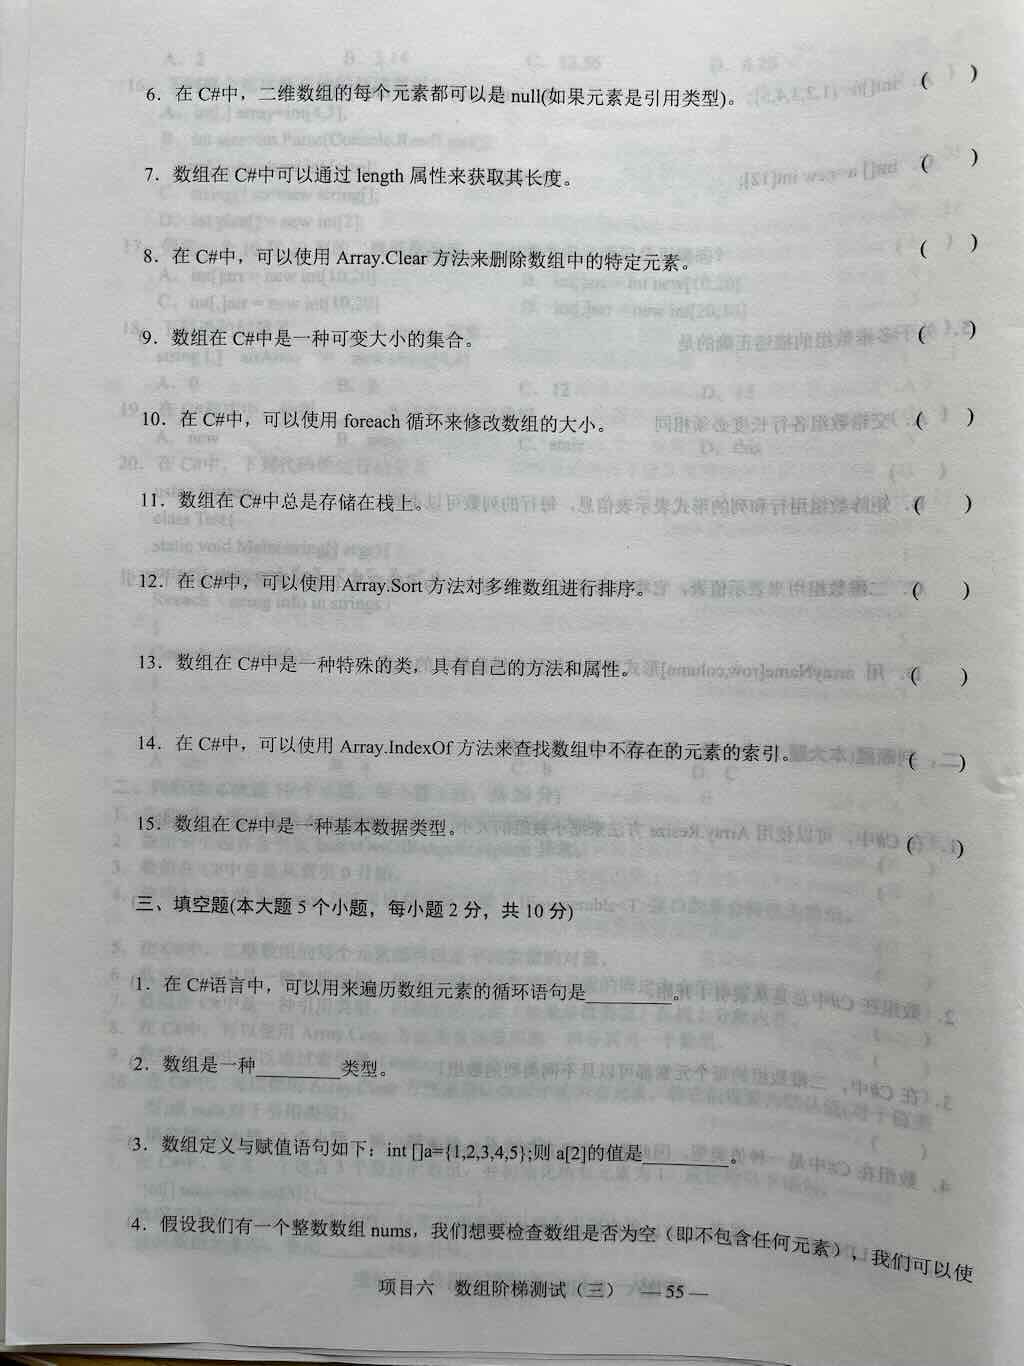 6．在 C#中，二维数组的每个元素都可以是 null(如果元素是引用类型)。 (　　)
7．数组在 C#中可以通过 length 属性来获取其长度。 (　　)
8．在 C#中，可以使用 Array.Clear 方法来删除数组中的特定元素。 (　　)
9．数组在 C#中是一种可变大小的集合。 (　　)
10．在 C#中，可以使用 foreach 循环来修改数组的大小。 (　　)
11．数组在 C#中总是存储在栈上。 (　　)
12．在 C#中，可以使用 Array.Sort 方法对多维数组进行排序。 (　　)
13．数组在 C#中是一种特殊的类，具有自己的方法和属性。 (　　)
14．在 C#中，可以使用 Array.IndexOf 方法来查找数组中不存在的元素的索引。 (　　)
15．数组在 C#中是一种基本数据类型。 (　　)
三、填空题(本大题 5 个小题，每小题 2 分，共 10 分)
1．在 C#语言中，可以用来遍历数组元素的循环语句是________。
2．数组是一种________类型。
3．数组定义与赋值语句如下：int []a={1,2,3,4,5};则 a[2]的值是________。
4．假设我们有一个整数数组 nums，我们想要检查数组是否为空（即不包含任何元素），我们可以使
项目六　数组阶梯测试（三） — 55 —